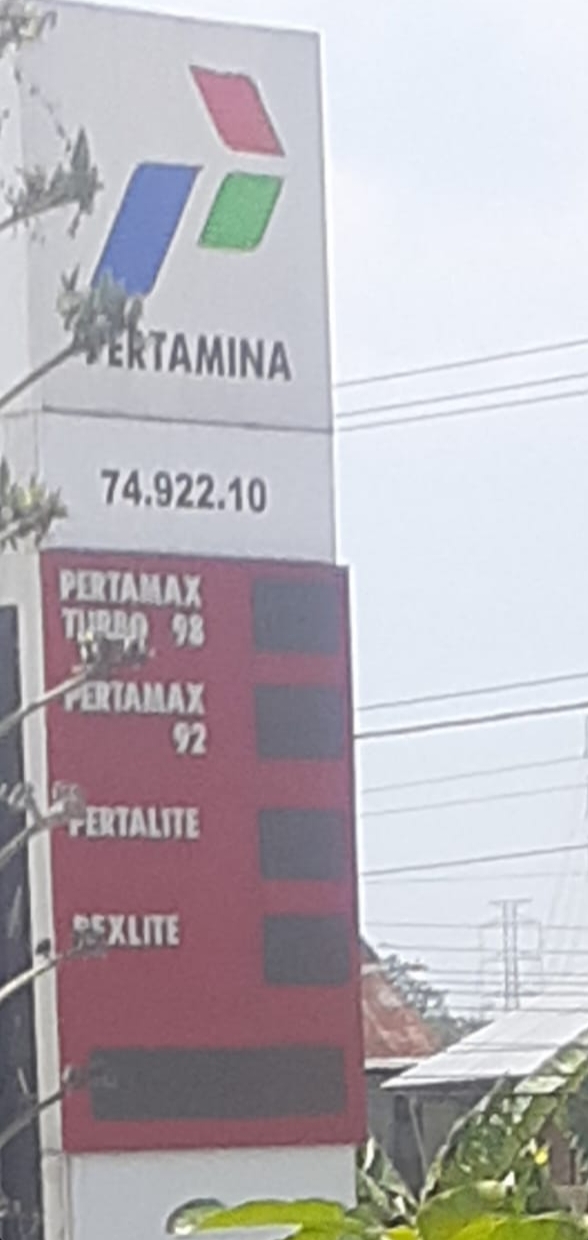 PERTAMINA
74.922.10
PERTAMAX
TURBO 98
PERTAMAX
92
PERTALITE
DEXLITE